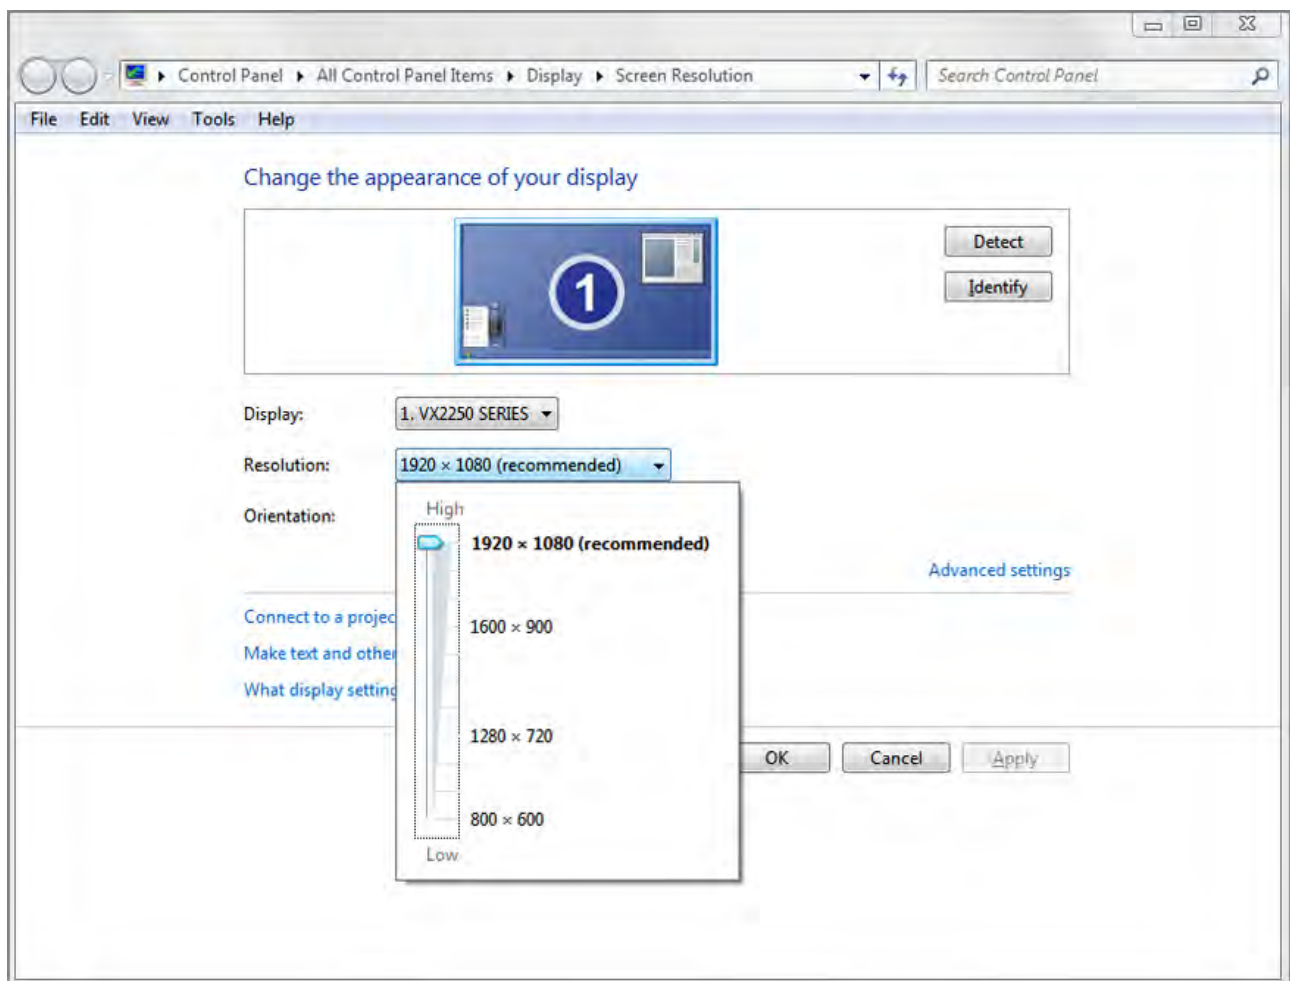 Control Panel ▸ All Control Panel Items ▸ Display ▸ Screen Resolution
Search Control Panel
File Edit View Tools Help
Change the appearance of your display
1
Detect
Identify
Display: 1. VX2250 SERIES
Resolution: 1920 × 1080 (recommended)
Orientation:
High
1920 × 1080 (recommended)
Advanced settings
Connect to a projec
1600 × 900
Make text and other
What display setting
1280 × 720
OK Cancel Apply
800 × 600
Low